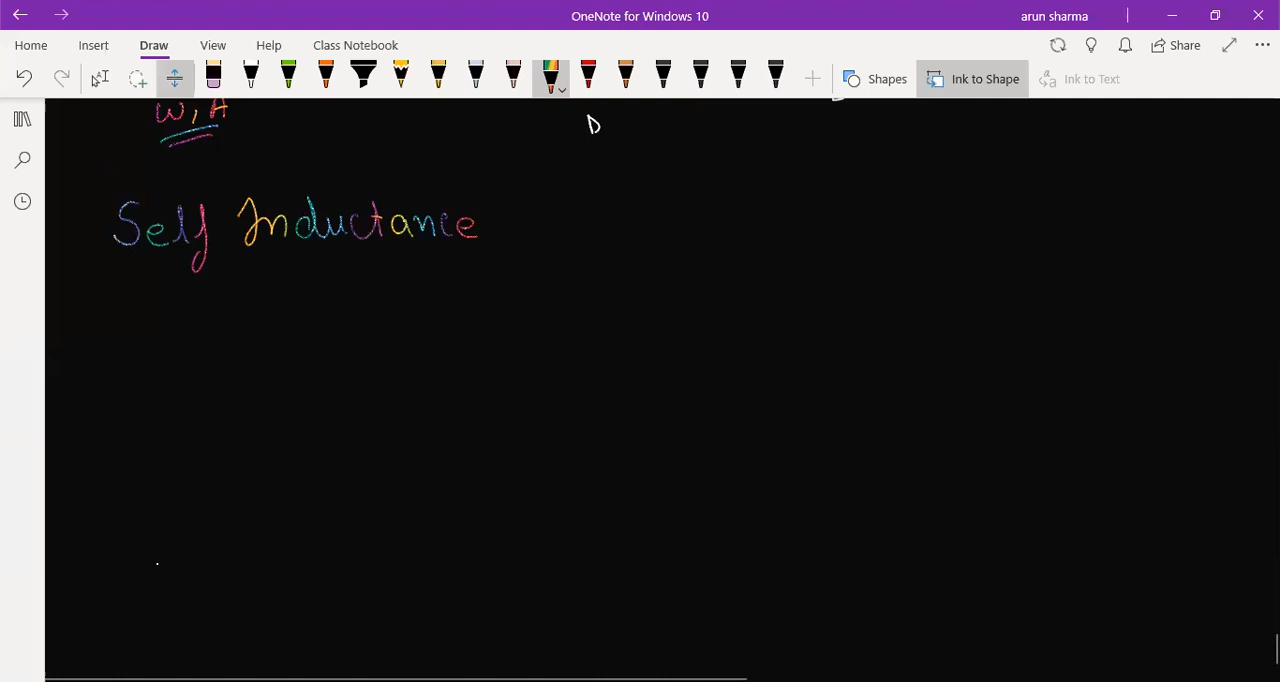 OneNote for Windows 10
arun sharma
Home Insert Draw View Help Class Notebook Share
Shapes Ink to Shape Ink to Text
W, A
D
Self Inductance